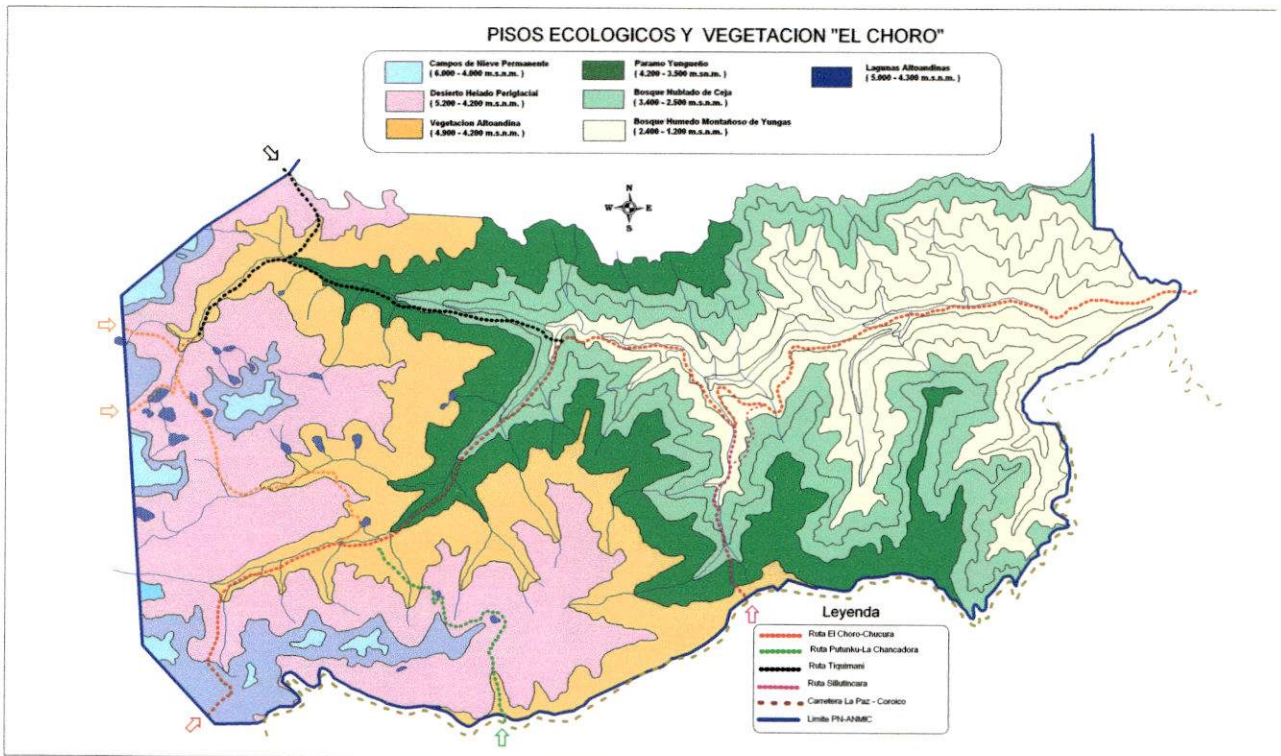 PISOS ECOLOGICOS Y VEGETACION "EL CHORO"
Campos de Nieve Permanente
( 6.000 - 4.000 m.s.n.m. )
Desierto Helado Periglacial
( 5.200 - 4.200 m.s.n.m. )
Vegetacion Altoandina
( 4.900 - 4.200 m.s.n.m. )
Paramo Yungueño
( 4.200 - 3.500 m.sn.m. )
Bosque Nublado de Ceja
( 3.400 - 2.500 m.s.n.m. )
Bosque Humedo Montañoso de Yungas
( 2.400 - 1.200 m.s.n.m. )
Lagunas Altoandinas
( 5.000 - 4.300 m.s.n.m. )
N
W E
S
Leyenda
Ruta El Choro-Chucura
Ruta Putunku-La Chancadora
Ruta Tiquimani
Ruta Sillutincara
Carretera La Paz - Coroico
Limite PN-ANMIC